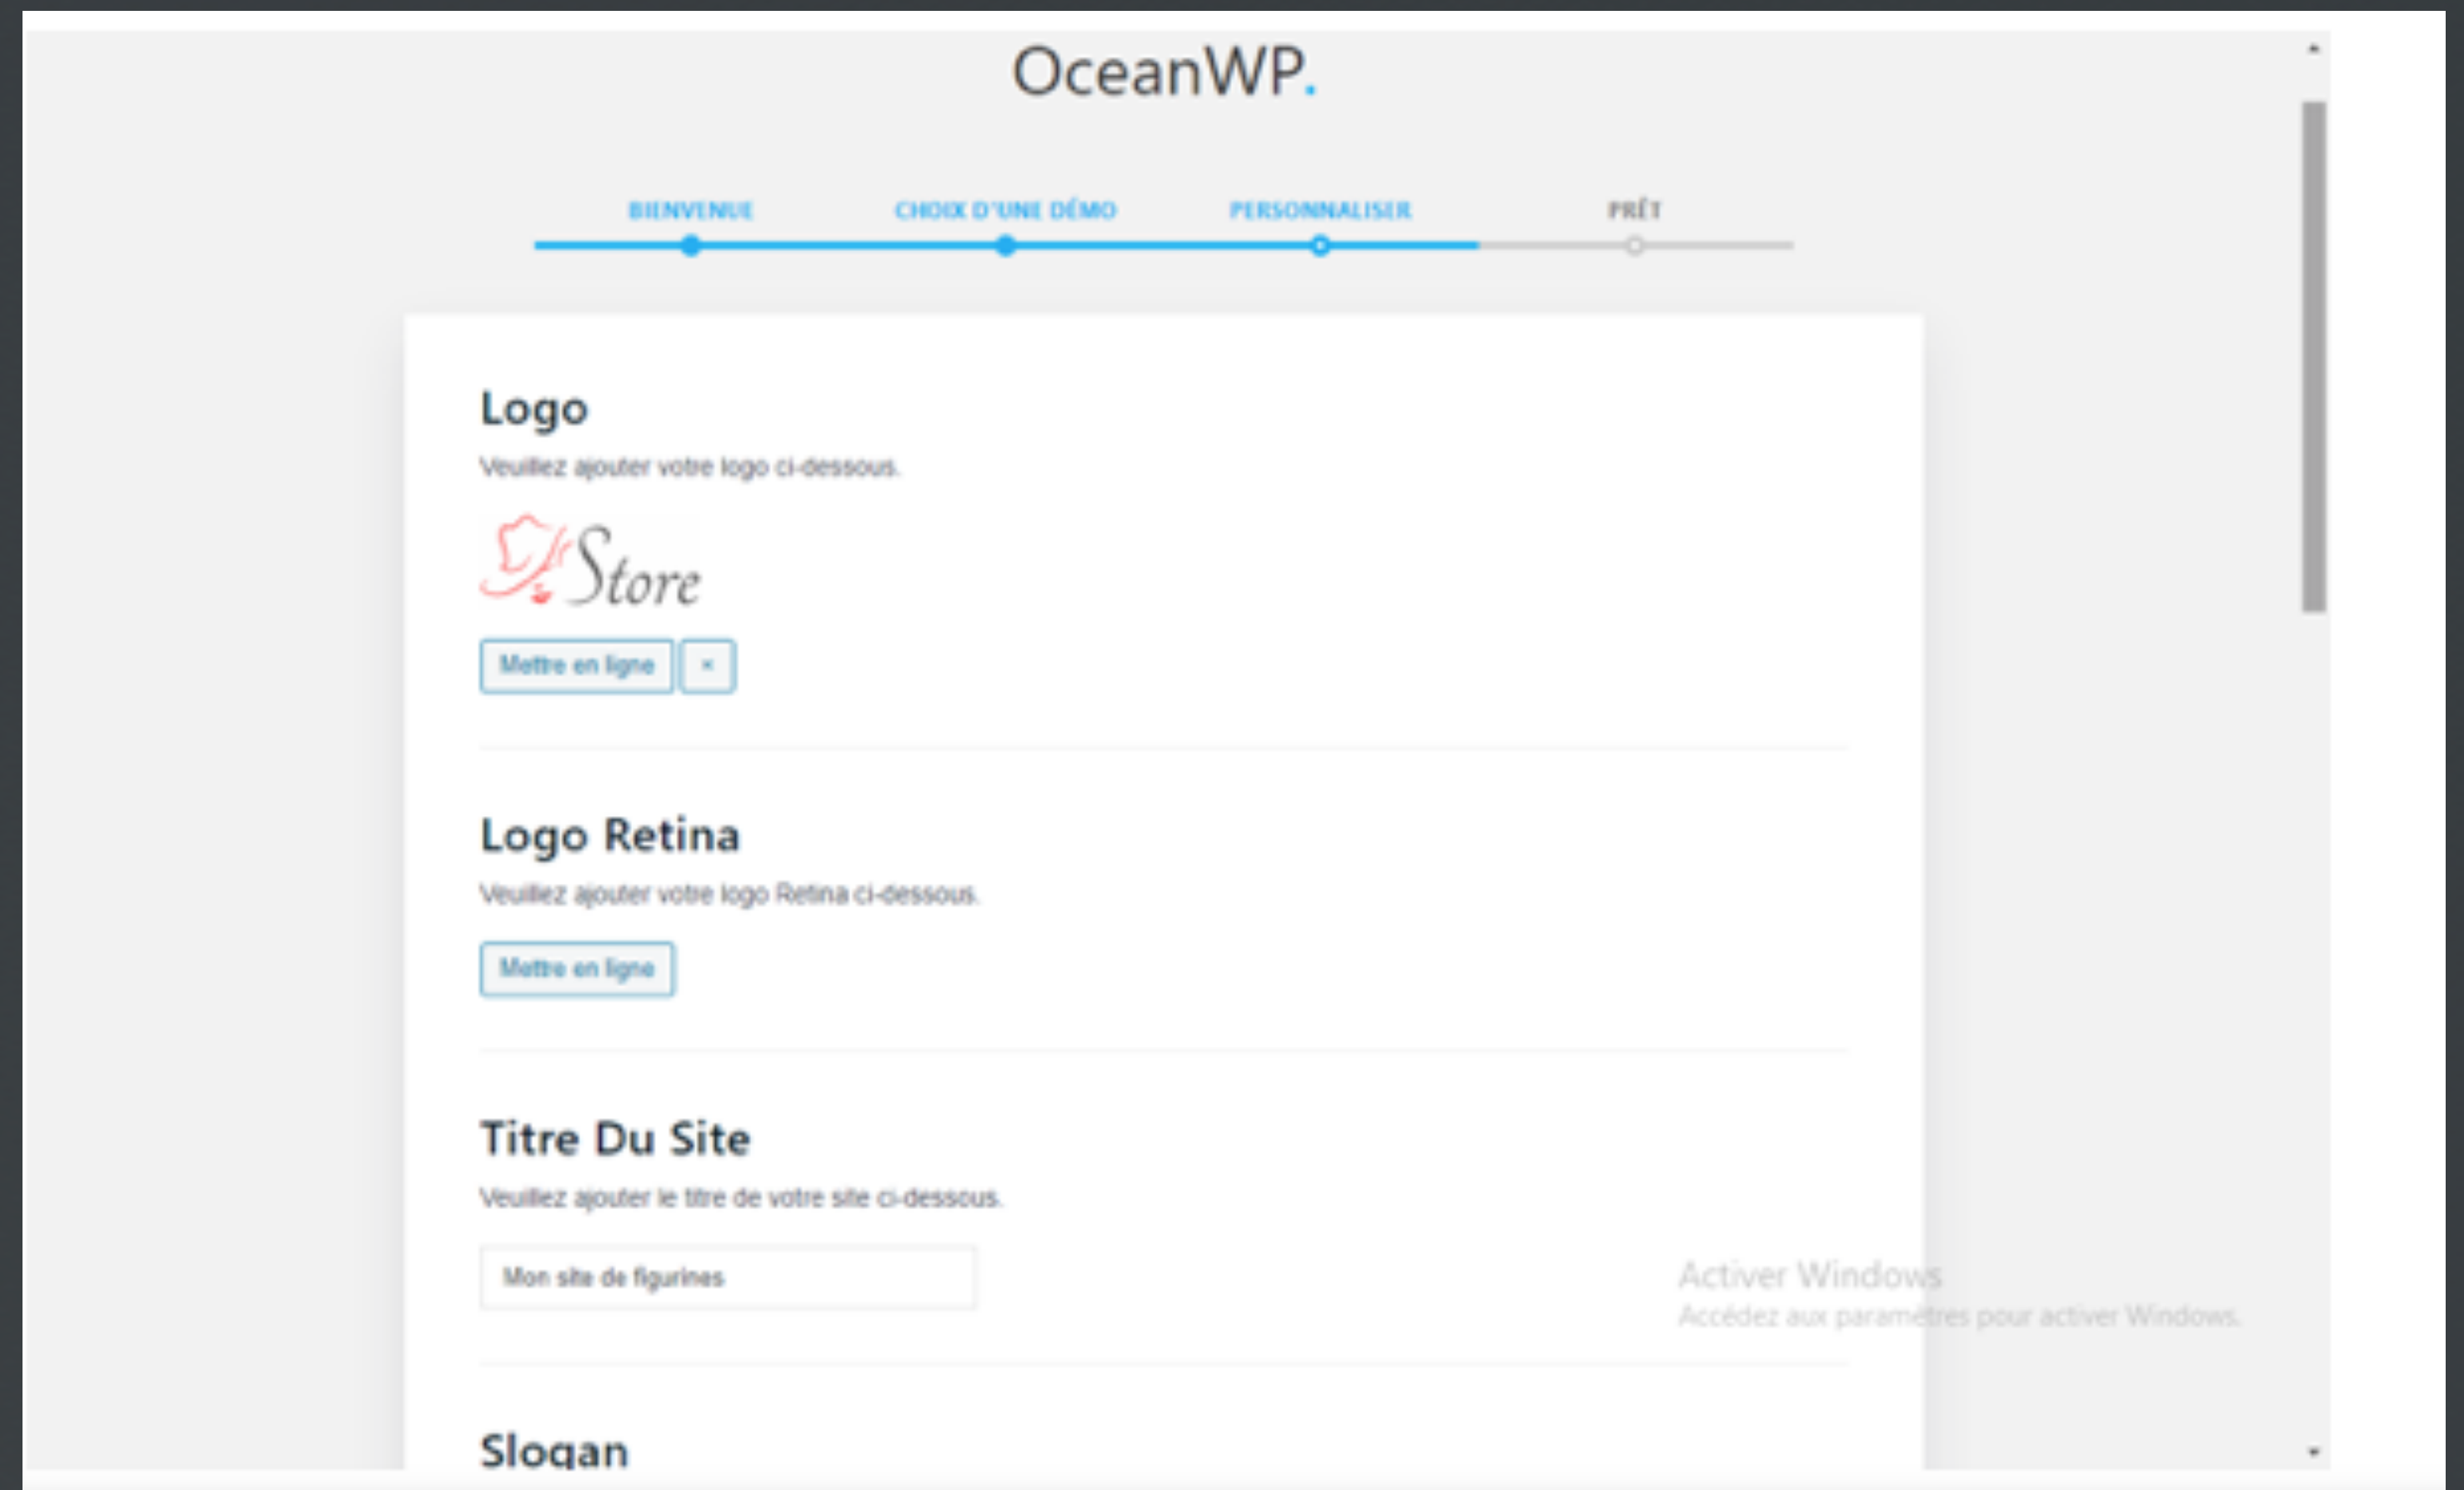 OceanWP.
BIENVENUE
CHOIX D'UNE DÉMO
PERSONNALISER
PRÊT
Logo
Veuillez ajouter votre logo ci-dessous.
Store
Mettre en ligne ×
Logo Retina
Veuillez ajouter votre logo Retina ci-dessous.
Mettre en ligne
Titre Du Site
Veuillez ajouter le titre de votre site ci-dessous.
Mon site de figurines
Activer Windows
Accédez aux paramètres pour activer Windows.
Slogan